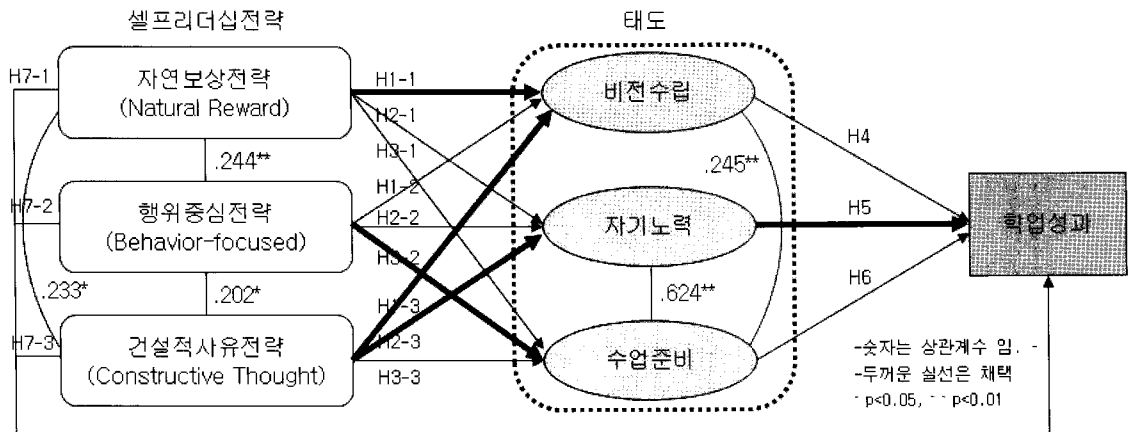 셀프리더십전략
태도
H7-1
자연보상전략
(Natural Reward)
H1-1
H2-1
H3-1
비전수립
H4
.244**
.245**
H1-2
H7-2
행위중심전략
(Behavior-focused)
H2-2
H3-2
자기노력
H5
학업성과
.233*
.202*
H1-3
.624**
H6
H7-3
건설적사유전략
(Constructive Thought)
H2-3
H3-3
수업준비
-숫자는 상관계수 임. -
-두꺼운 실선은 채택
p<0.05, p<0.01